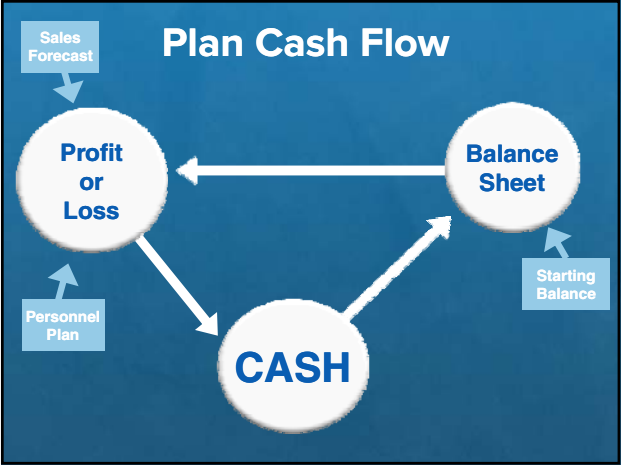 Plan Cash Flow
Sales
Forecast
Profit
or
Loss
Balance
Sheet
Starting
Balance
Personnel
Plan
CASH